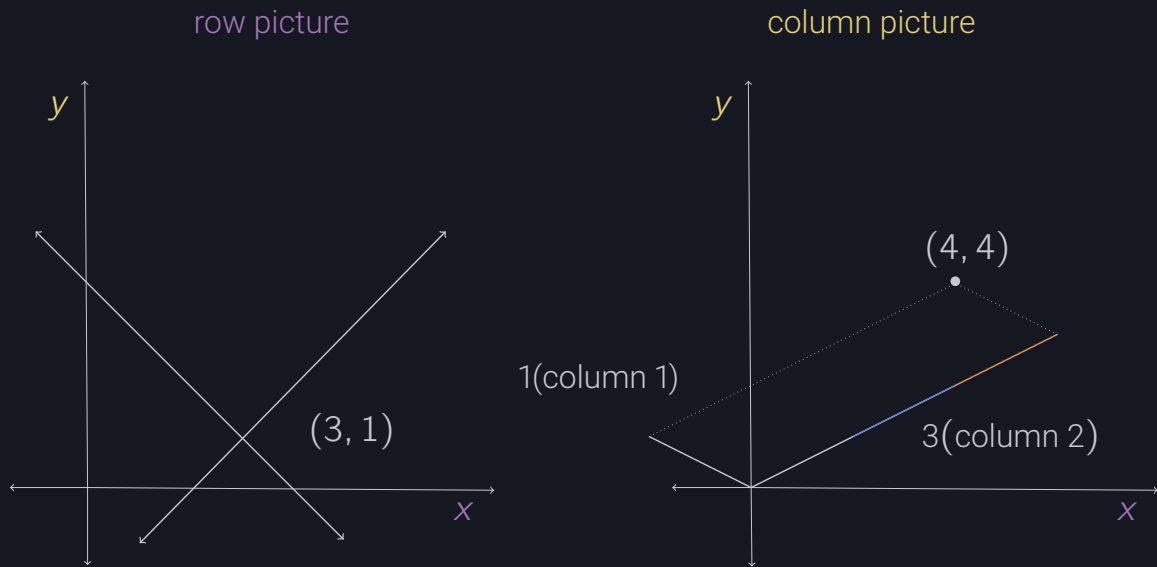 row picture
column picture
y
y
(4, 4)
1(column 1)
(3, 1)
3(column 2)
x
x